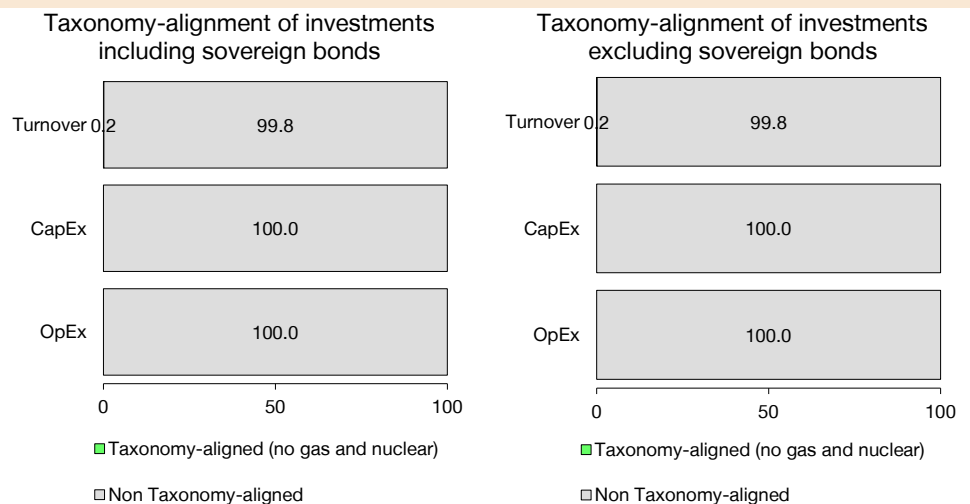 Taxonomy-alignment of investments
including sovereign bonds
Turnover 0.2 99.8
CapEx 100.0
OpEx 100.0
0 50 100
Taxonomy-aligned (no gas and nuclear)
Non Taxonomy-aligned
Taxonomy-alignment of investments
excluding sovereign bonds
Turnover 0.2 99.8
CapEx 100.0
OpEx 100.0
0 50 100
Taxonomy-aligned (no gas and nuclear)
Non Taxonomy-aligned